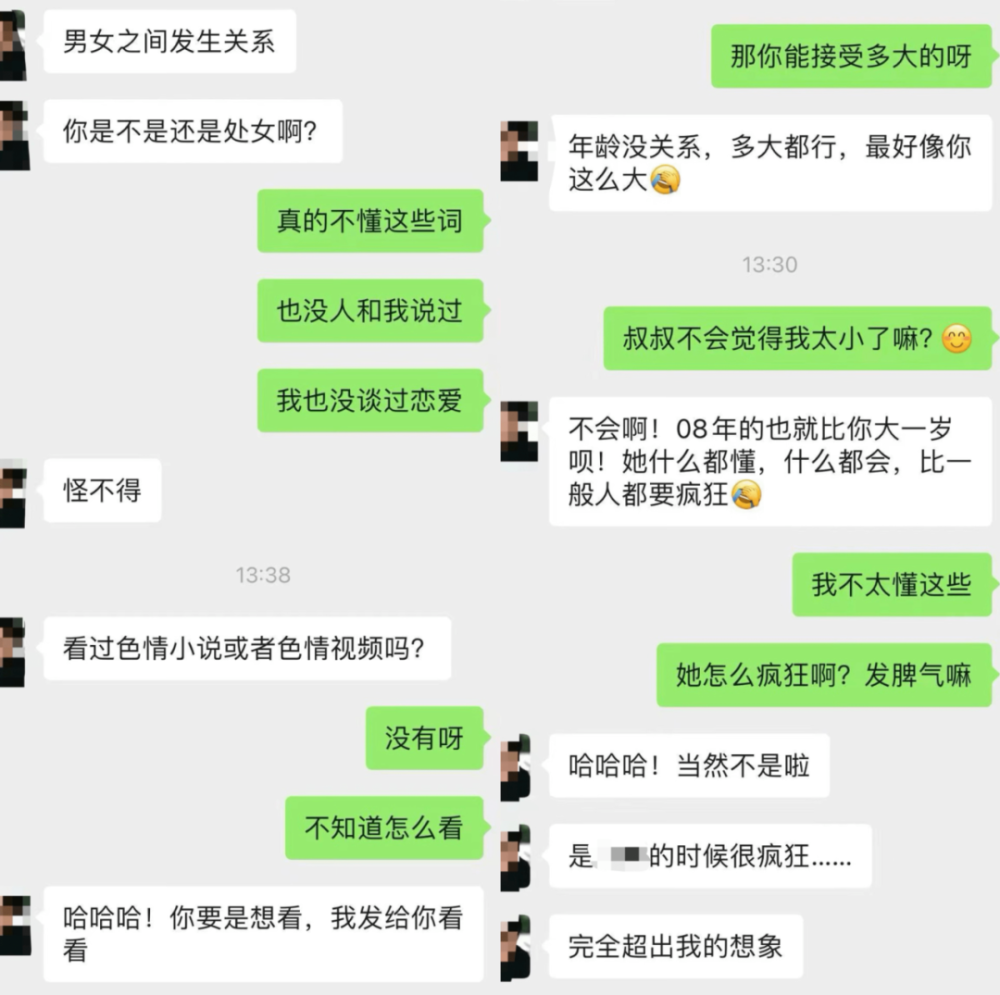 男女之间发生关系
你是不是还是处女啊?
真的不懂这些词
也没人和我说过
我也没谈过恋爱
怪不得
13:38
看过色情小说或者色情视频吗?
没有呀
不知道怎么看
哈哈哈！你要是想看，我发给你看
看
那你能接受多大的呀
年龄没关系，多大都行，最好像你
这么大🤣
13:30
叔叔不会觉得我太小了嘛? 😊
不会啊！08年的也就比你大一岁
呗！她什么都懂，什么都会，比一
般人都要疯狂🤣
我不太懂这些
她怎么疯狂啊？发脾气嘛
哈哈哈！当然不是啦
是 的时候很疯狂......
完全超出我的想象